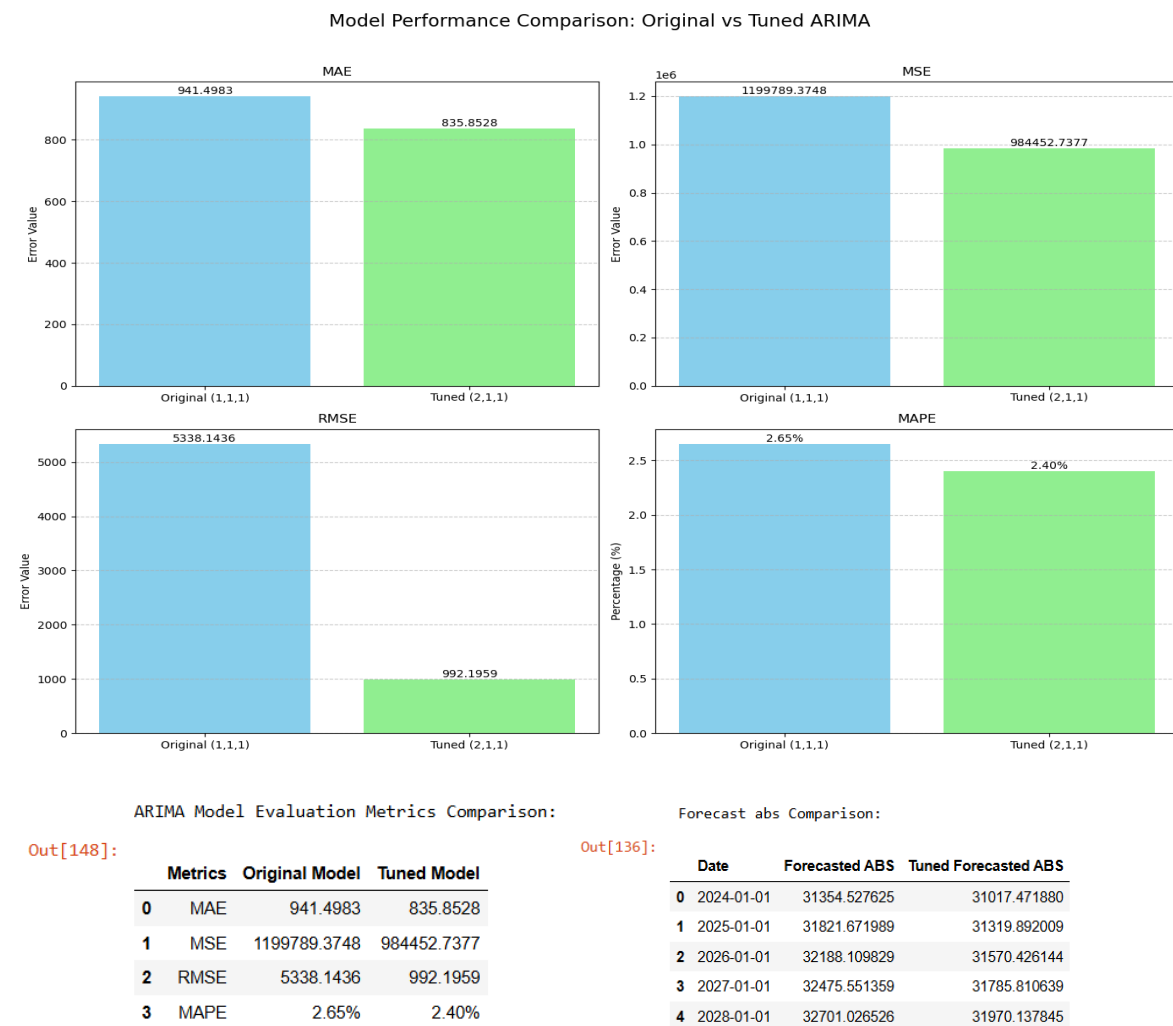 Model Performance Comparison: Original vs Tuned ARIMA
MAE
941.4983
835.8528
800
600
400
200
0
Error Value
Original (1,1,1)
Tuned (2,1,1)
MSE
1e6
1199789.3748
984452.7377
1.2
1.0
0.8
0.6
0.4
0.2
0.0
Error Value
Original (1,1,1)
Tuned (2,1,1)
RMSE
5338.1436
992.1959
5000
4000
3000
2000
1000
0
Error Value
Original (1,1,1)
Tuned (2,1,1)
MAPE
2.65%
2.40%
2.5
2.0
1.5
1.0
0.5
0.0
Percentage (%)
Original (1,1,1)
Tuned (2,1,1)
ARIMA Model Evaluation Metrics Comparison:
Out[148]:
Metrics Original Model Tuned Model
0 MAE 941.4983 835.8528
1 MSE 1199789.3748 984452.7377
2 RMSE 5338.1436 992.1959
3 MAPE 2.65% 2.40%
Forecast abs Comparison:
Out[136]:
Date Forecasted ABS Tuned Forecasted ABS
0 2024-01-01 31354.527625 31017.471880
1 2025-01-01 31821.671989 31319.892009
2 2026-01-01 32188.109829 31570.426144
3 2027-01-01 32475.551359 31785.810639
4 2028-01-01 32701.026526 31970.137845